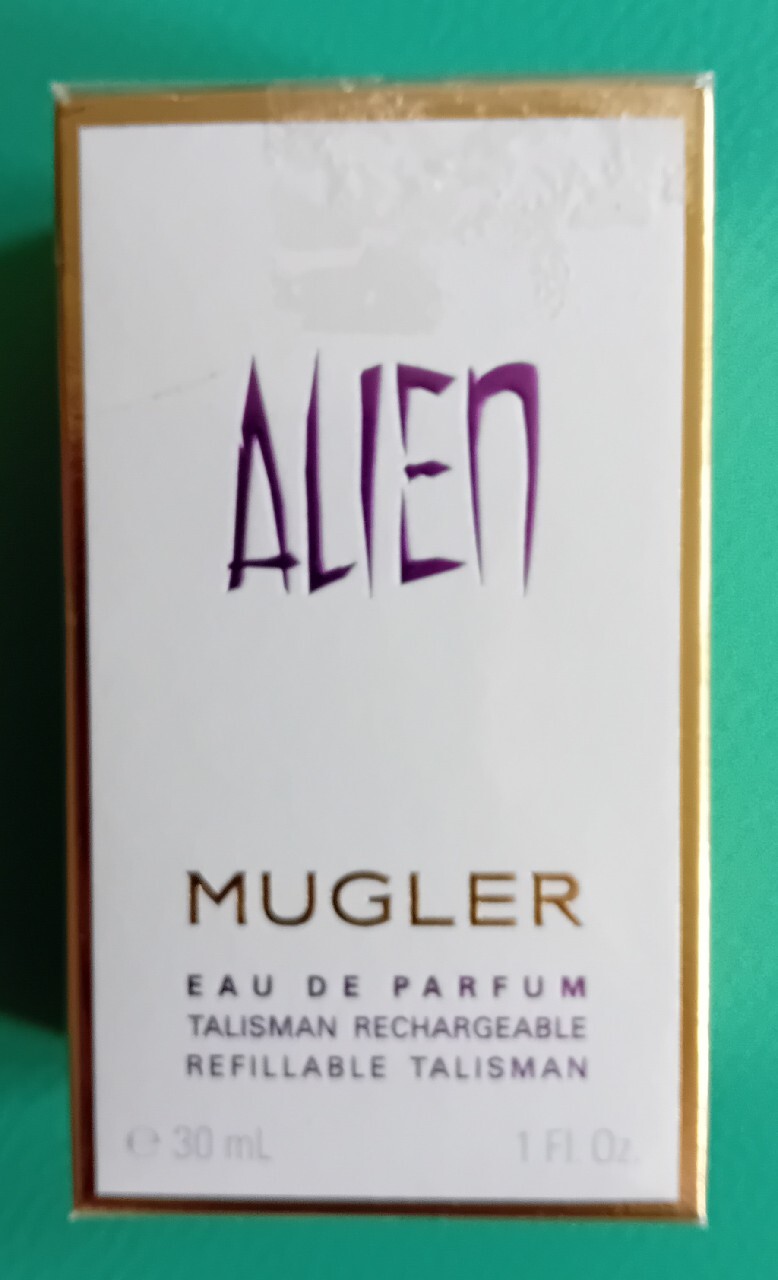 ALIEN
MUGLER
EAU DE PARFUM
TALISMAN RECHARGEABLE
REFILLABLE TALISMAN
℮ 30 mL 1 Fl. Oz.